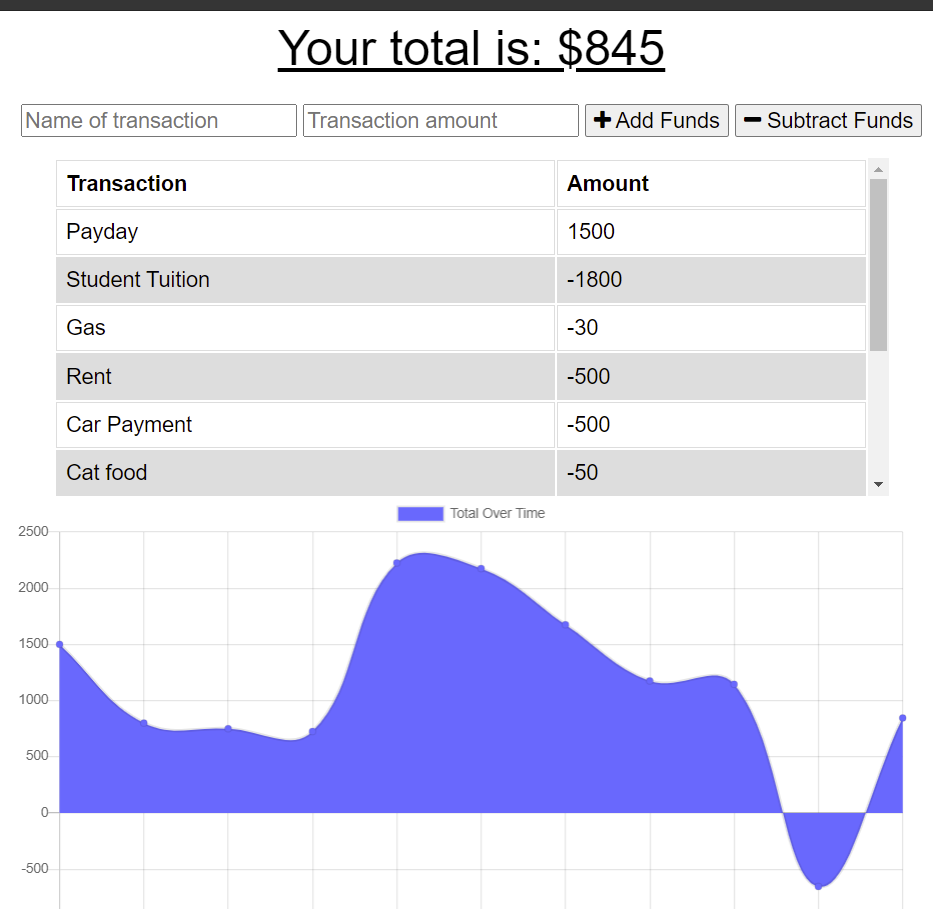 Your total is: $845
Name of transaction Transaction amount Add Funds Subtract Funds
Transaction Amount
Payday 1500
Student Tuition -1800
Gas -30
Rent -500
Car Payment -500
Cat food -50
Total Over Time
2500
2000
1500
1000
500
0
-500